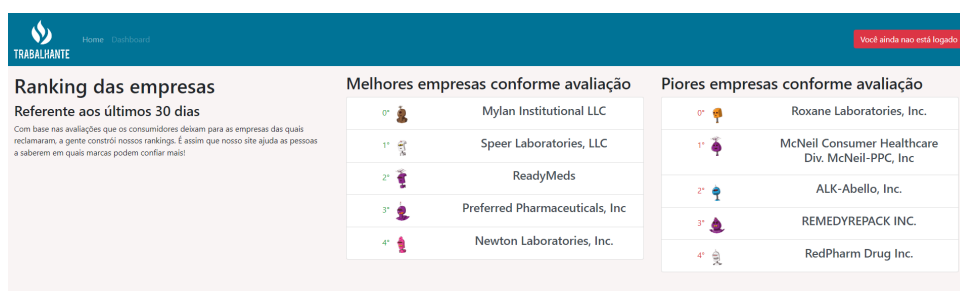 TRABALHANTE
Home Dashboard
Você ainda nao está logado
Ranking das empresas
Referente aos últimos 30 dias
Com base nas avaliações que os consumidores deixam para as empresas das quais
reclamaram, a gente constrói nossos rankings. É assim que nosso site ajuda as pessoas
a saberem em quais marcas podem confiar mais!
Melhores empresas conforme avaliação
0° Mylan Institutional LLC
1° Speer Laboratories, LLC
2° ReadyMeds
3° Preferred Pharmaceuticals, Inc
4° Newton Laboratories, Inc.
Piores empresas conforme avaliação
0° Roxane Laboratories, Inc.
1° McNeil Consumer Healthcare
Div. McNeil-PPC, Inc
2° ALK-Abello, Inc.
3° REMEDYREPACK INC.
4° RedPharm Drug Inc.